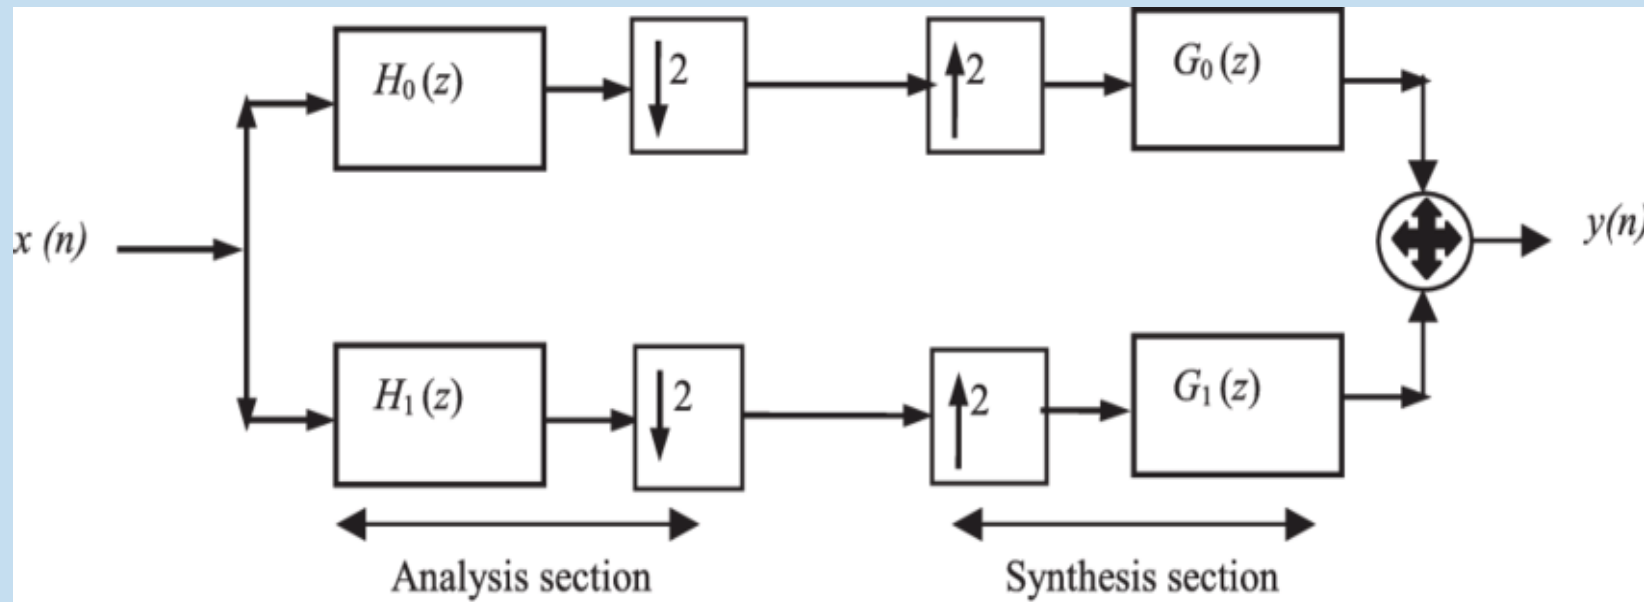 H₀(z)
2
2
G₀(z)
x (n)
y(n)
H₁(z)
2
2
G₁(z)
Analysis section
Synthesis section